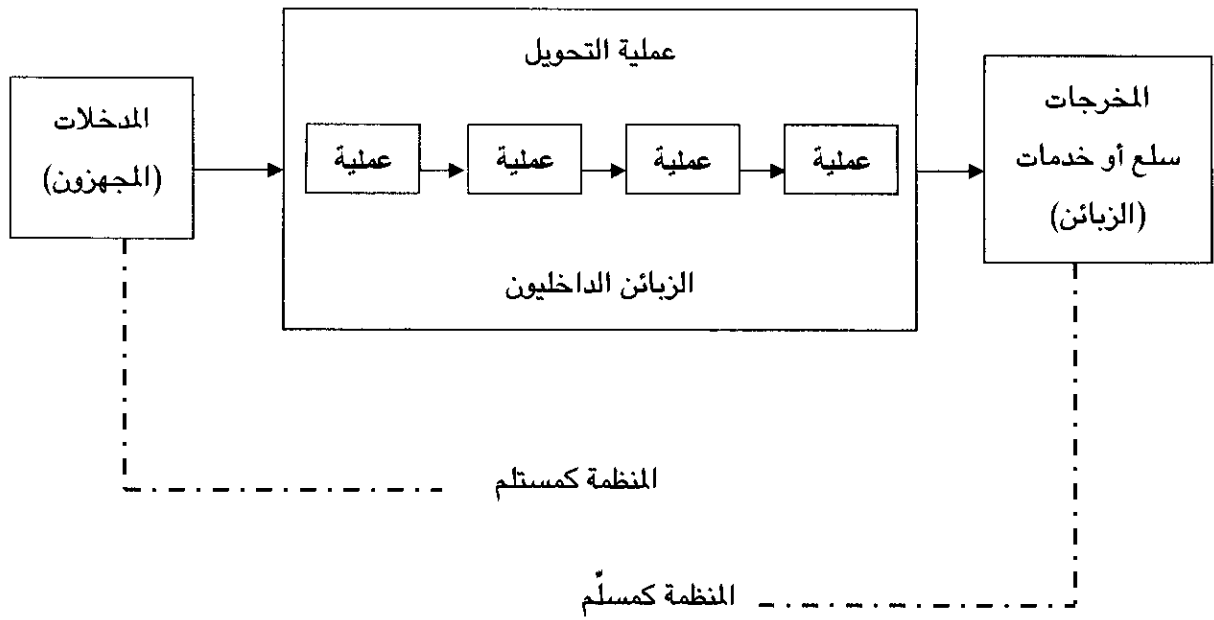 عملية التحويل
المدخلات
(المجهزون)
عملية
عملية
عملية
عملية
الزبائن الداخليون
المخرجات
سلع أو خدمات
(الزبائن)
المنظمة كمستلم
المنظمة كمسلّم